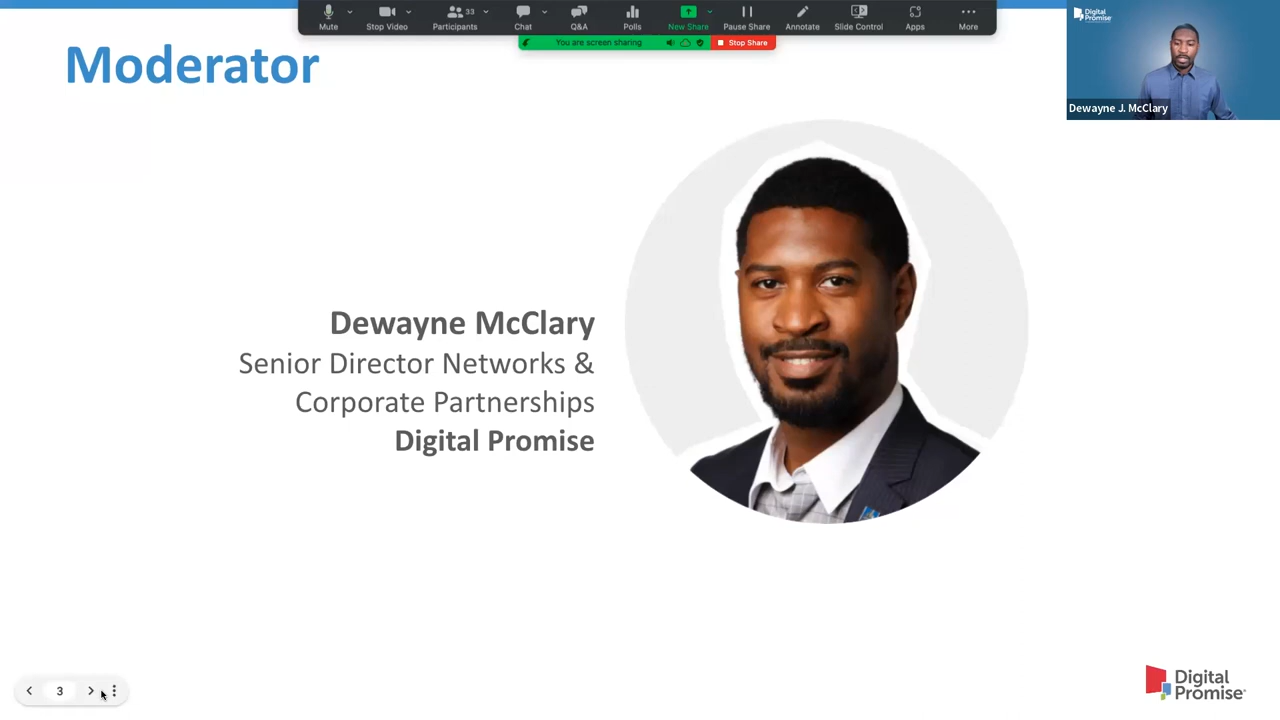 Mute
Stop Video
Participants
33
Chat
Q&A
Polls
New Share
Pause Share
Annotate
Slide Control
Apps
More
You are screen sharing
Stop Share
Digital
Promise
Dewayne J. McClary
Moderator
Dewayne McClary
Senior Director Networks &
Corporate Partnerships
Digital Promise
3
Digital
Promise®